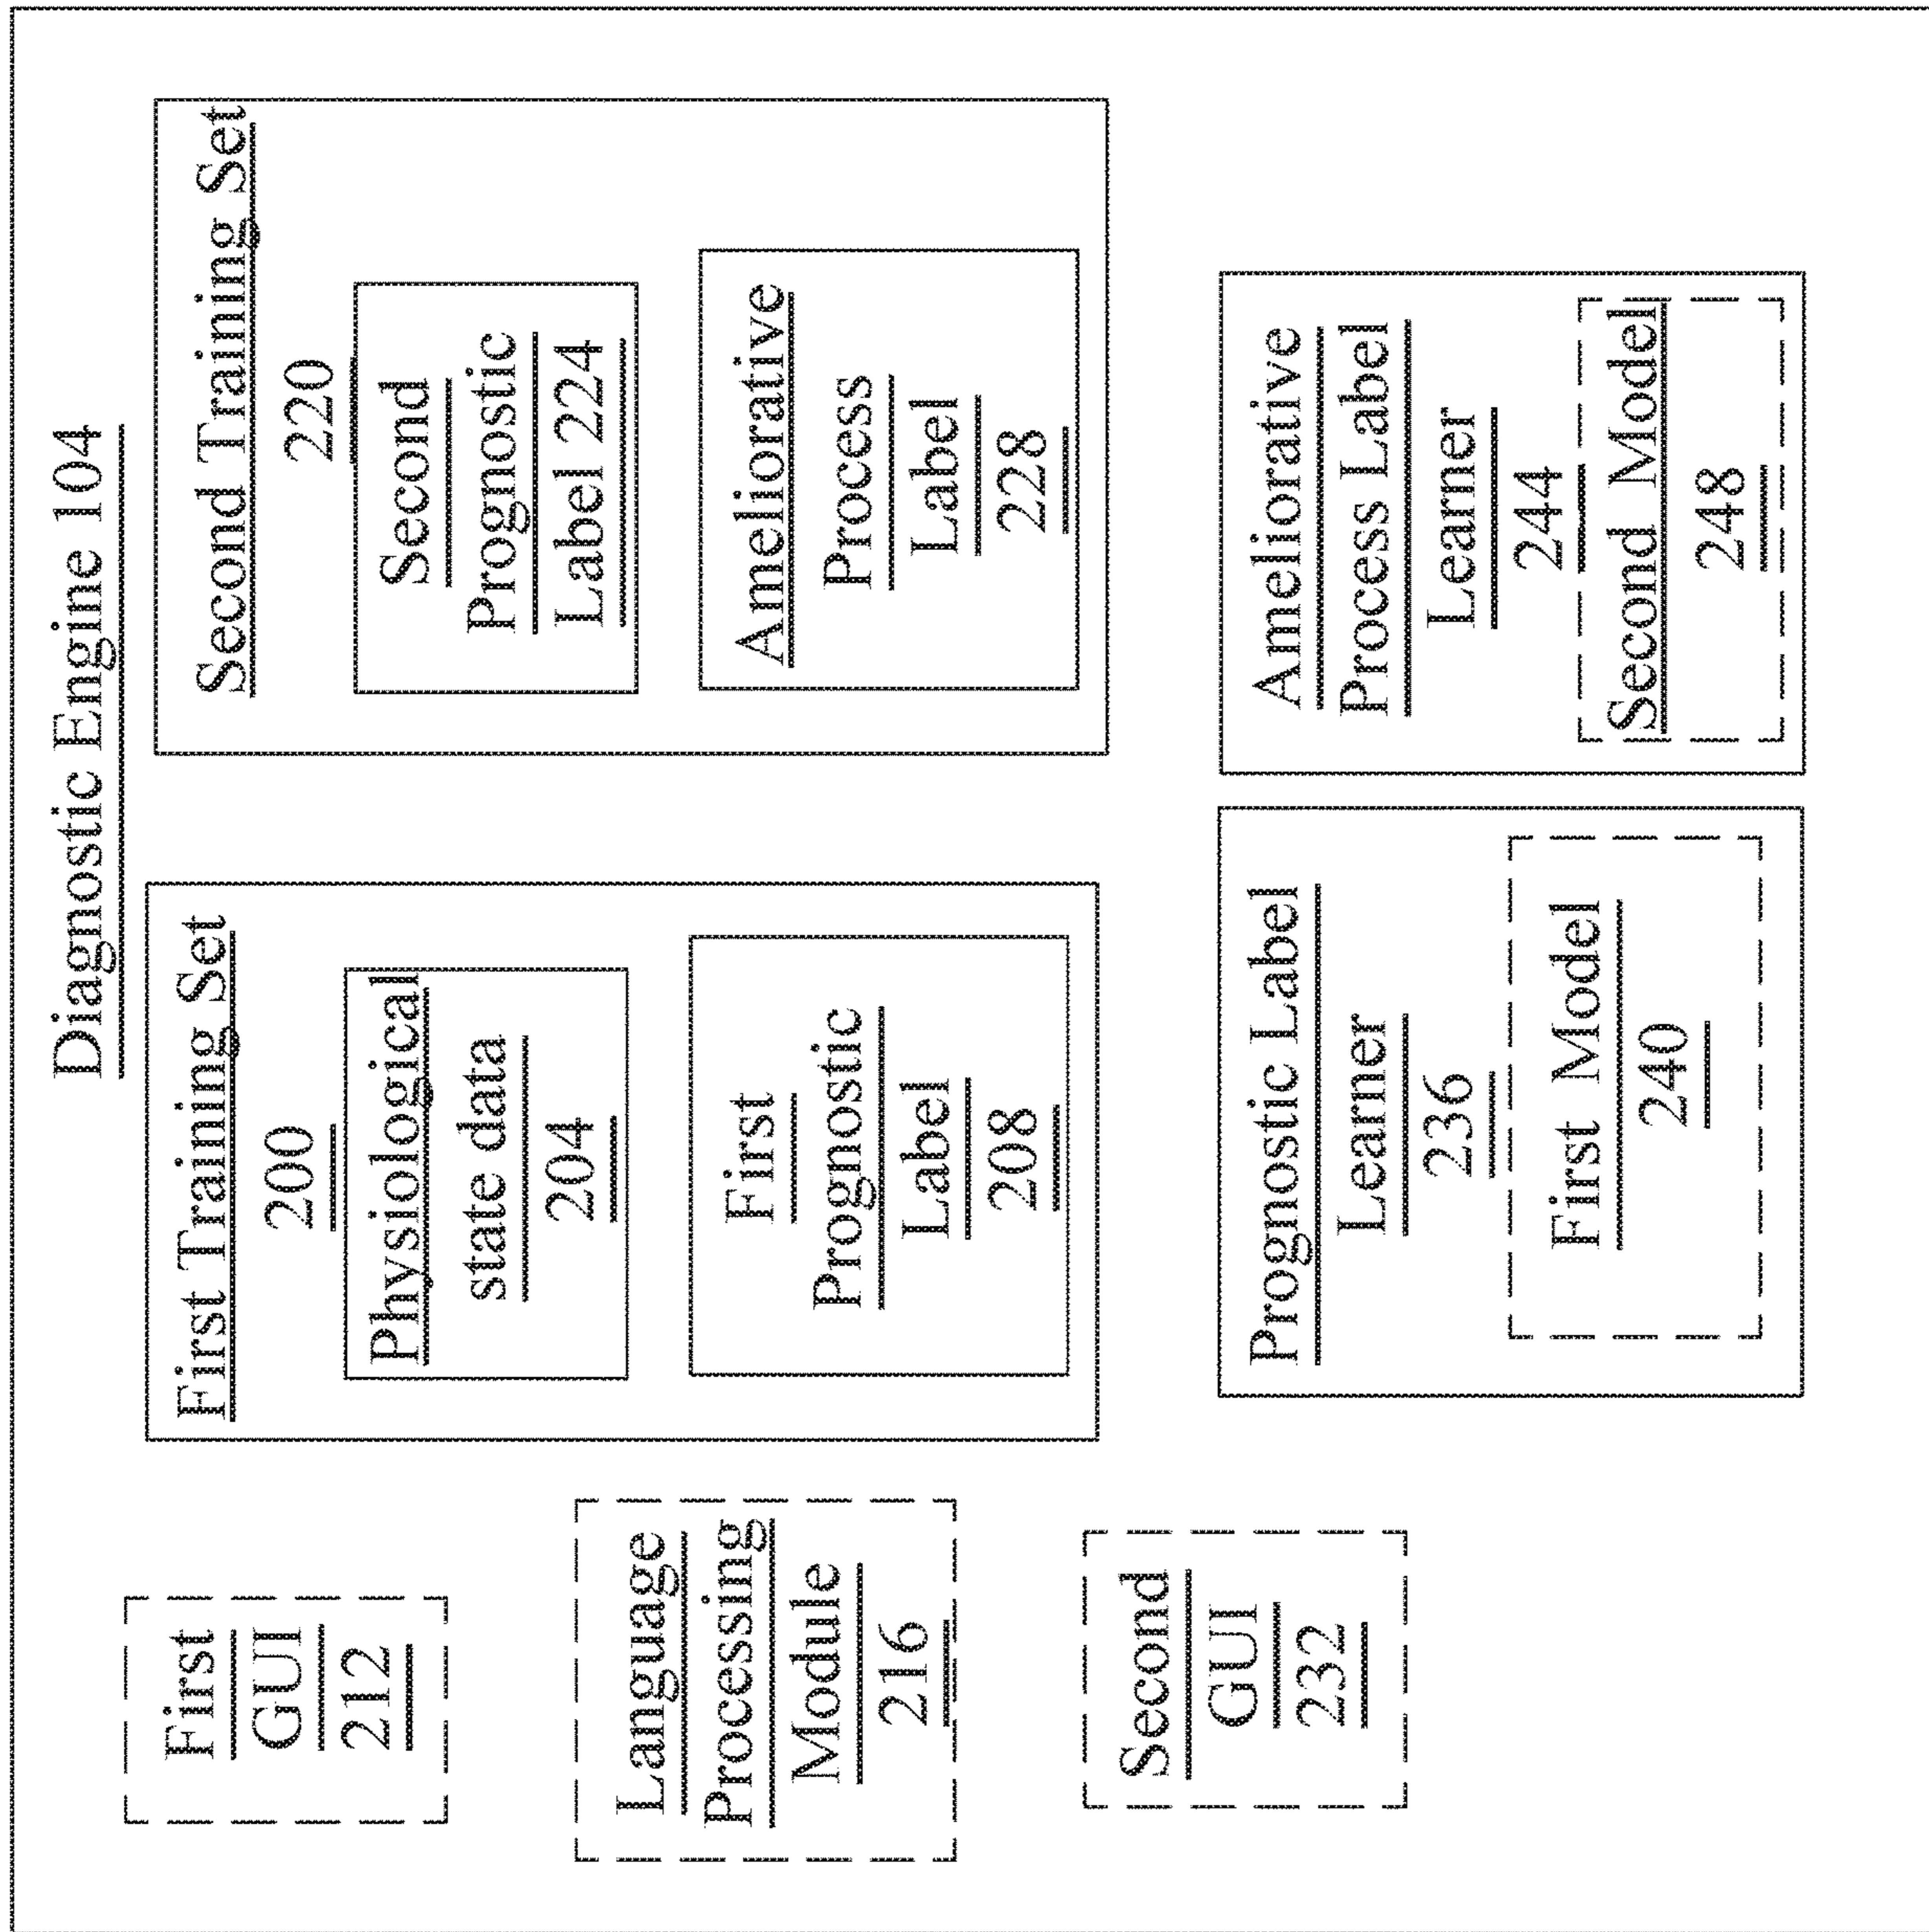 Diagnostic Engine 104
First
GUI
212
Language
Processing
Module
216
Second
GUI
232
First Training Set
200
Physiological
state data
204
First
Prognostic
Label
208
Second Training Set
220
Second
Prognostic
Label 224
Ameliorative
Process
Label
228
Prognostic Label
Learner
236
First Model
240
Ameliorative
Process Label
Learner
244
Second Model
248